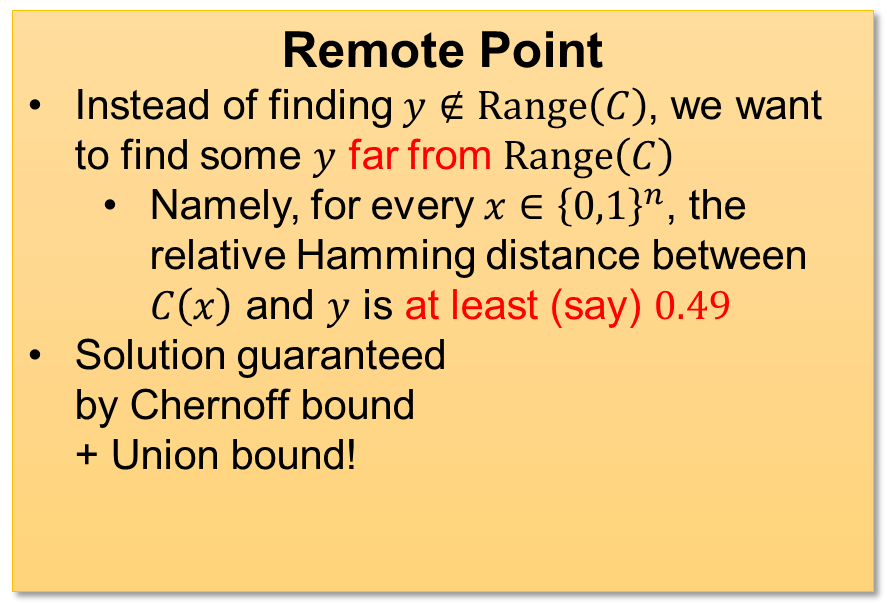 Remote Point
• Instead of finding y ∉ Range(C), we want
to find some y far from Range(C)
• Namely, for every x ∈ {0,1}ⁿ, the
relative Hamming distance between
C(x) and y is at least (say) 0.49
• Solution guaranteed
by Chernoff bound
+ Union bound!